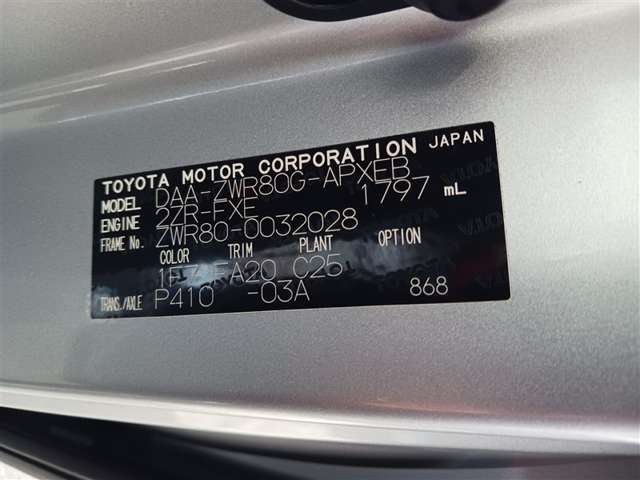 TOYOTA MOTOR CORPORATION JAPAN
MODEL DAA-ZWR80G-APXEB
ENGINE 2ZR-FXE 1797 mL
FRAME No. ZWR80-0032028
COLOR TRIM PLANT OPTION
FA20 C25
TRANS./AXLE P410 -03A 868